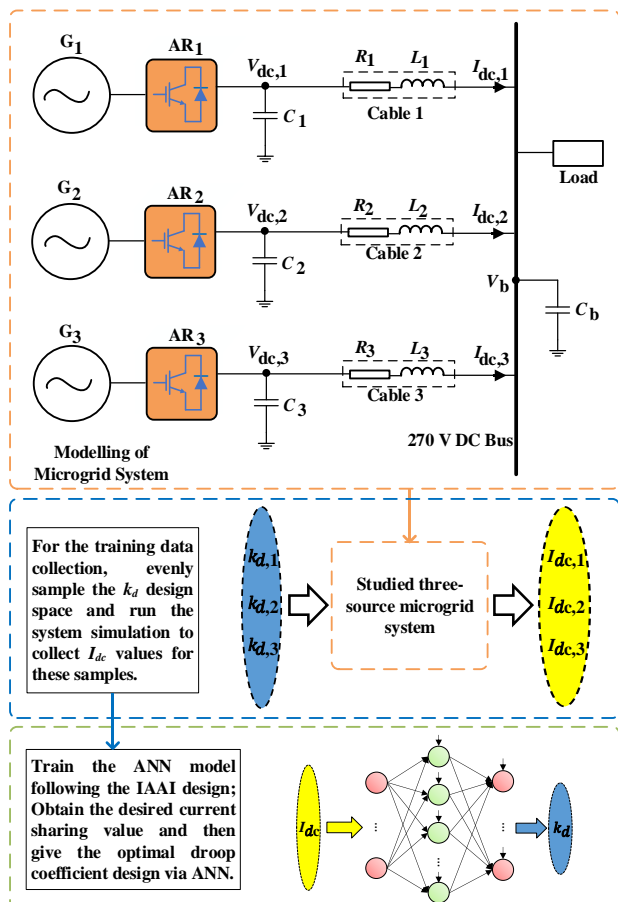 G1
AR1
Vdc,1
R1
L1
Idc,1
C1
Cable 1
Load
G2
AR2
Vdc,2
R2
L2
Idc,2
C2
Cable 2
Vb
Cb
G3
AR3
Vdc,3
R3
L3
Idc,3
C3
Cable 3
Modelling of
Microgrid System
270 V DC Bus
For the training data
collection, evenly
sample the kd design
space and run the
system simulation to
collect Idc values for
these samples.
kd,1
kd,2
kd,3
Studied three-
source microgrid
system
Idc,1
Idc,2
Idc,3
Train the ANN model
following the IAAI design;
Obtain the desired current
sharing value and then
give the optimal droop
coefficient design via ANN.
Idc
...
...
...
kd